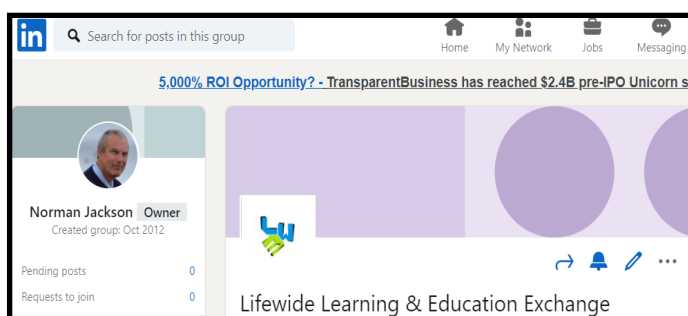 in
Search for posts in this group
Home
My Network
Jobs
Messaging
5,000% ROI Opportunity? - TransparentBusiness has reached $2.4B pre-IPO Unicorn s
Norman Jackson Owner
Created group: Oct 2012
Pending posts 0
Requests to join 0
Lifewide Learning & Education Exchange